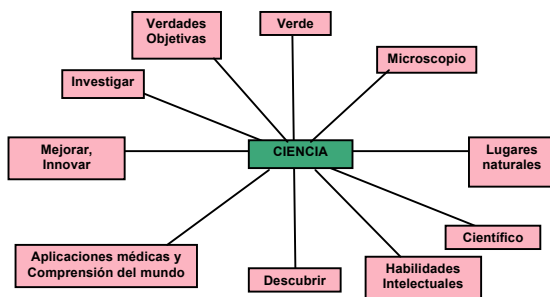 Verdades
Objetivas
Verde
Microscopio
Investigar
Mejorar,
Innovar
CIENCIA
Lugares
naturales
Científico
Aplicaciones médicas y
Comprensión del mundo
Descubrir
Habilidades
Intelectuales